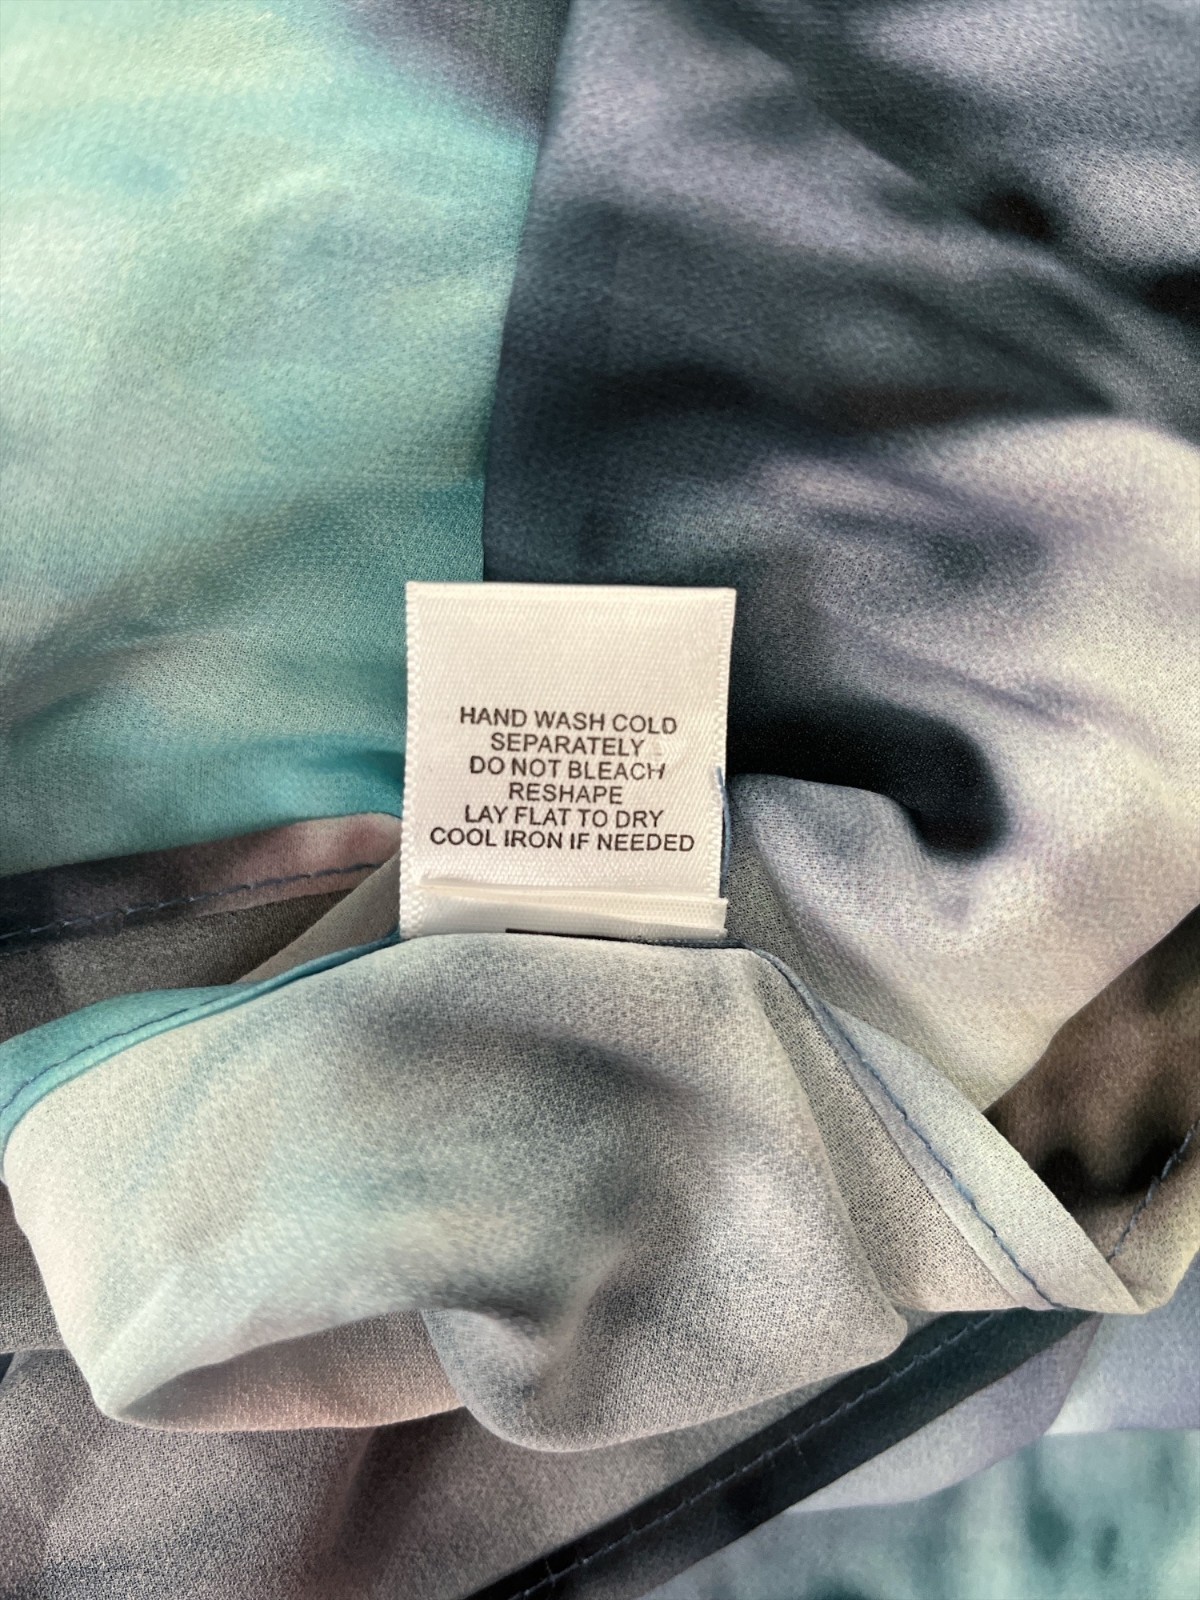 HAND WASH COLD
SEPARATELY
DO NOT BLEACH
RESHAPE
LAY FLAT TO DRY
COOL IRON IF NEEDED